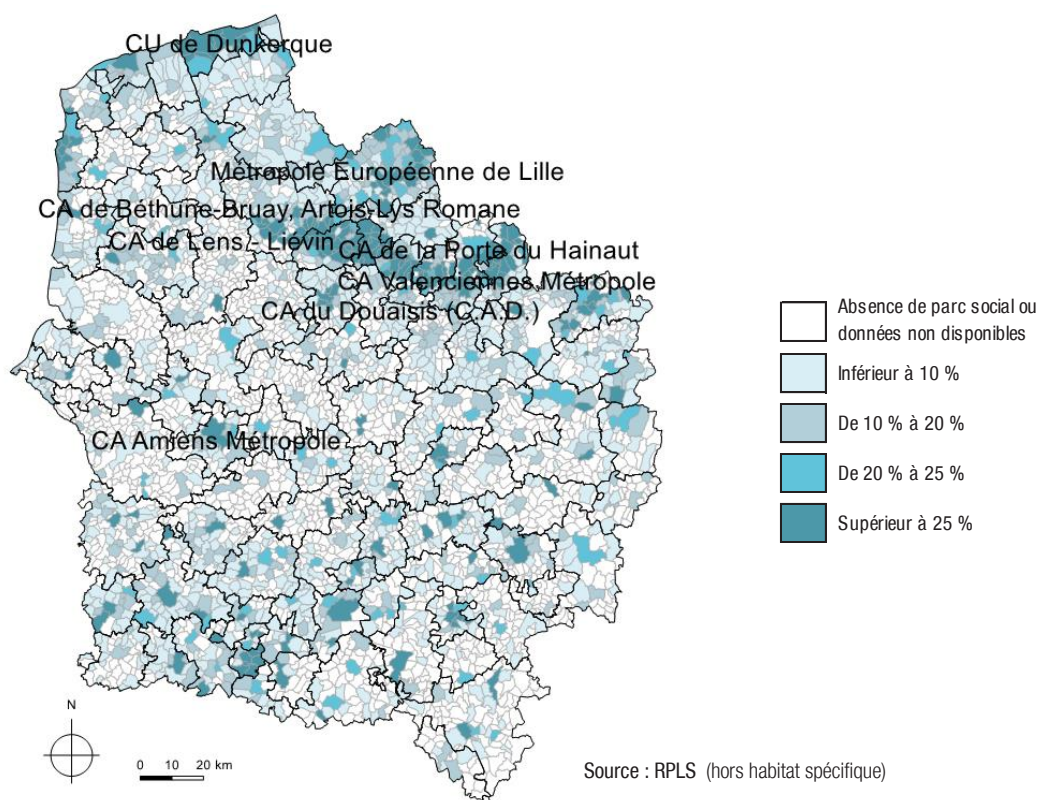 CU de Dunkerque
Métropole Européenne de Lille
CA de Béthune-Bruay, Artois-Lys Romane
CA de Lens - Liévin
CA de la Porte du Hainaut
CA Valenciennes Métropole
CA du Douaisis (C.A.D.)
CA Amiens Métropole
Absence de parc social ou
données non disponibles
Inférieur à 10 %
De 10 % à 20 %
De 20 % à 25 %
Supérieur à 25 %
N
0 10 20 km
Source : RPLS (hors habitat spécifique)